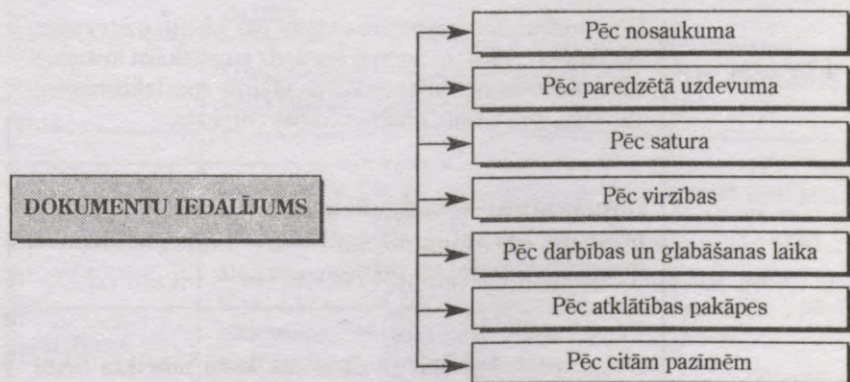 DOKUMENTU IEDALĪJUMS
Pēc nosaukuma
Pēc paredzētā uzdevuma
Pēc satura
Pēc virzības
Pēc darbības un glabāšanas laika
Pēc atklātības pakāpes
Pēc citām pazīmēm